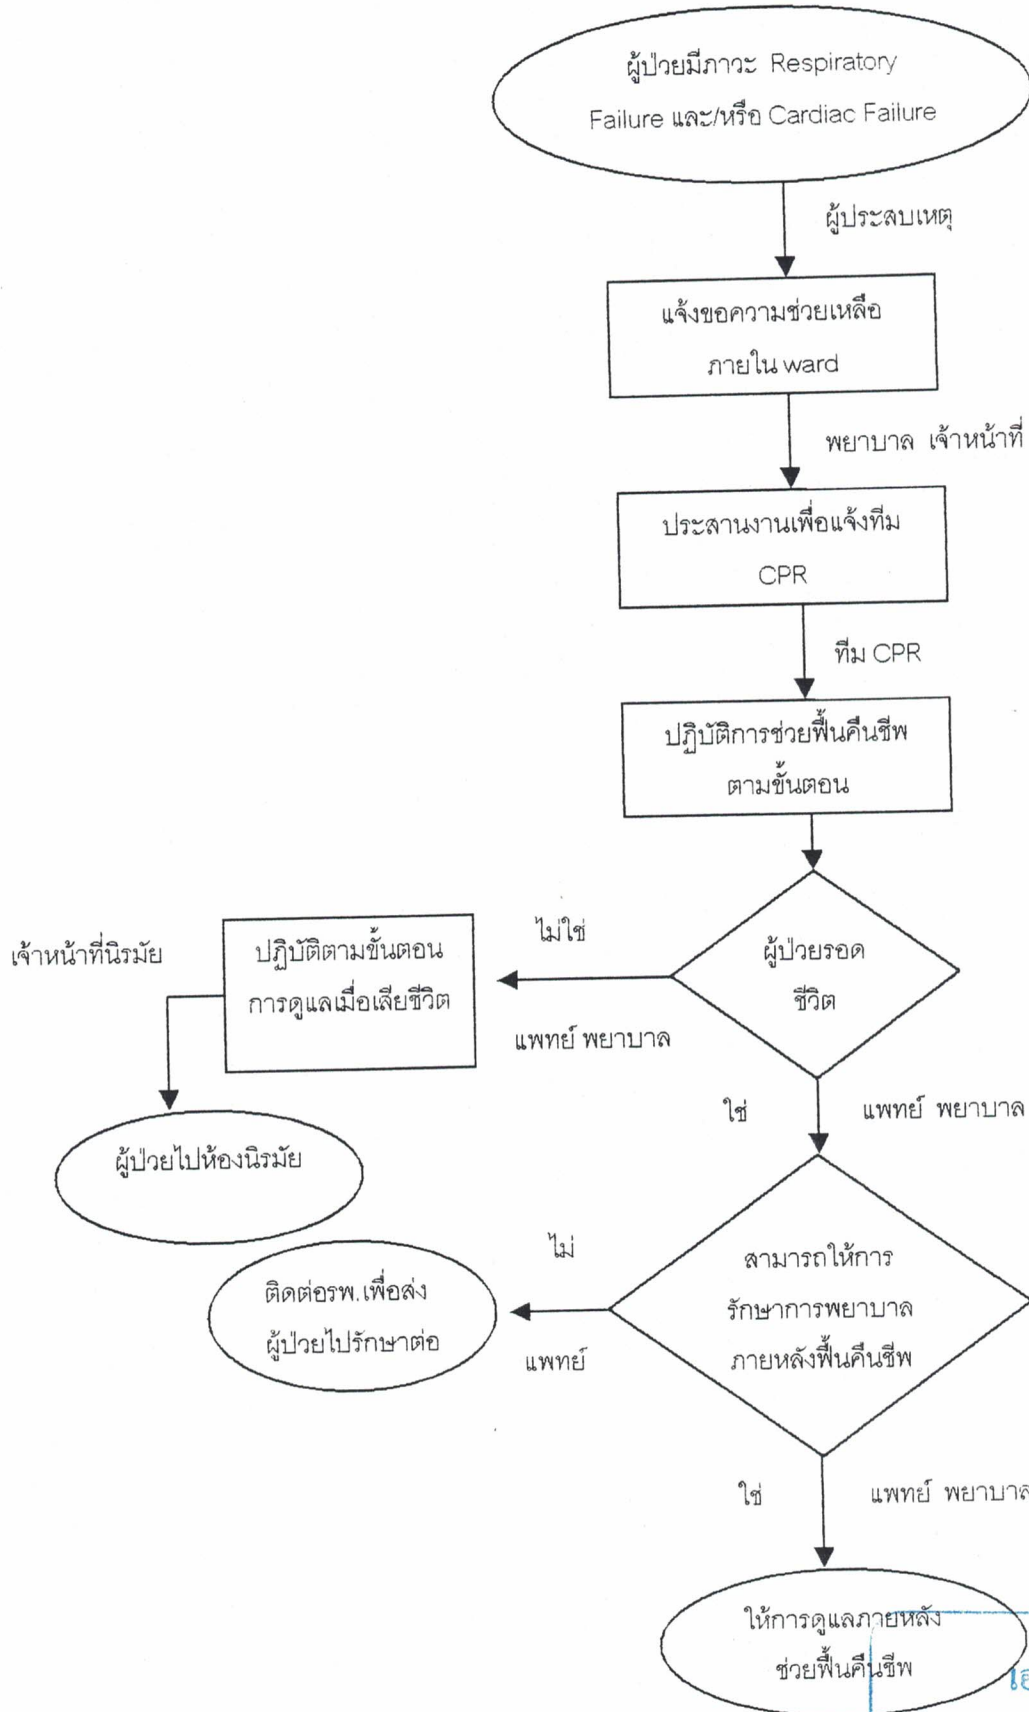 ผู้ป่วยมีภาวะ Respiratory
Failure และ/หรือ Cardiac Failure
ผู้ประสบเหตุ
แจ้งขอความช่วยเหลือ
ภายใน ward
พยาบาล เจ้าหน้าที่
ประสานงานเพื่อแจ้งทีม
CPR
ทีม CPR
ปฏิบัติการช่วยฟื้นคืนชีพ
ตามขั้นตอน
ผู้ป่วยรอด
ชีวิต
ไม่ใช่
แพทย์ พยาบาล
ปฏิบัติตามขั้นตอน
การดูแลเมื่อเสียชีวิต
เจ้าหน้าที่นิรมัย
ผู้ป่วยไปห้องนิรมัย
ใช่
แพทย์ พยาบาล
สามารถให้การ
รักษาการพยาบาล
ภายหลังฟื้นคืนชีพ
ไม่
แพทย์
ติดต่อรพ.เพื่อส่ง
ผู้ป่วยไปรักษาต่อ
ใช่
แพทย์ พยาบาล
ให้การดูแลภายหลัง
ช่วยฟื้นคืนชีพ